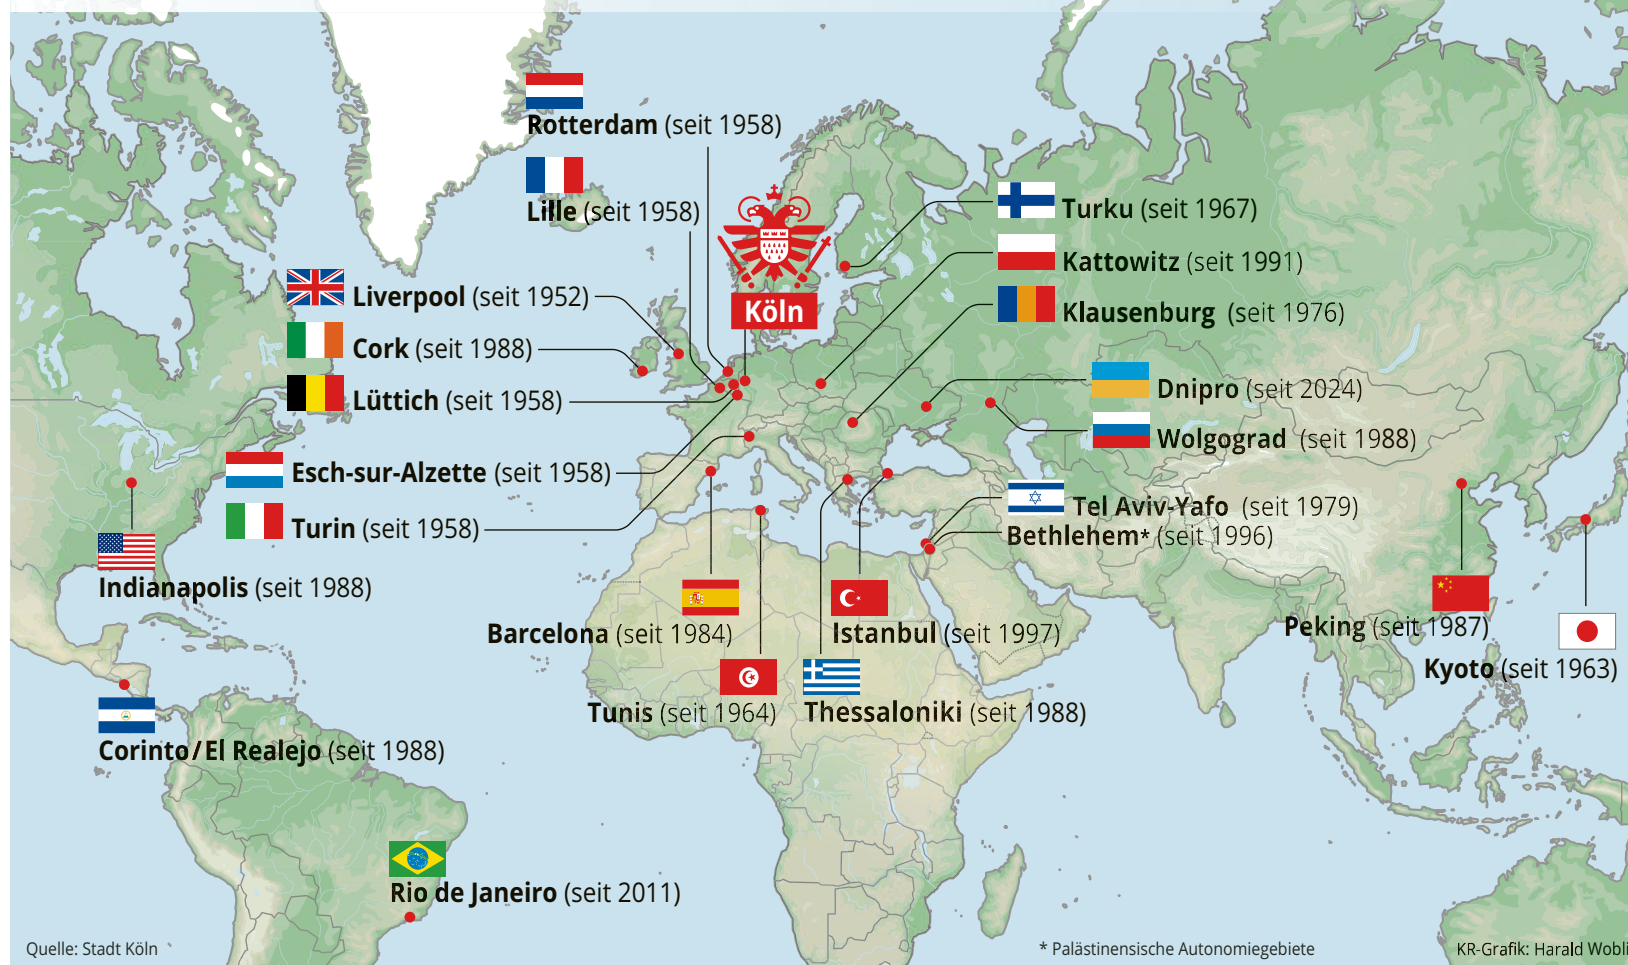 Rotterdam (seit 1958)
Lille (seit 1958)
Köln
Turku (seit 1967)
Kattowitz (seit 1991)
Klausenburg (seit 1976)
Liverpool (seit 1952)
Cork (seit 1988)
Lüttich (seit 1958)
Dnipro (seit 2024)
Wolgograd (seit 1988)
Esch-sur-Alzette (seit 1958)
Turin (seit 1958)
Tel Aviv-Yafo (seit 1979)
Bethlehem* (seit 1996)
Indianapolis (seit 1988)
Barcelona (seit 1984)
Istanbul (seit 1997)
Peking (seit 1987)
Kyoto (seit 1963)
Tunis (seit 1964)
Thessaloniki (seit 1988)
Corinto/El Realejo (seit 1988)
Rio de Janeiro (seit 2011)
Quelle: Stadt Köln
* Palästinensische Autonomiegebiete
KR-Grafik: Harald Wobli